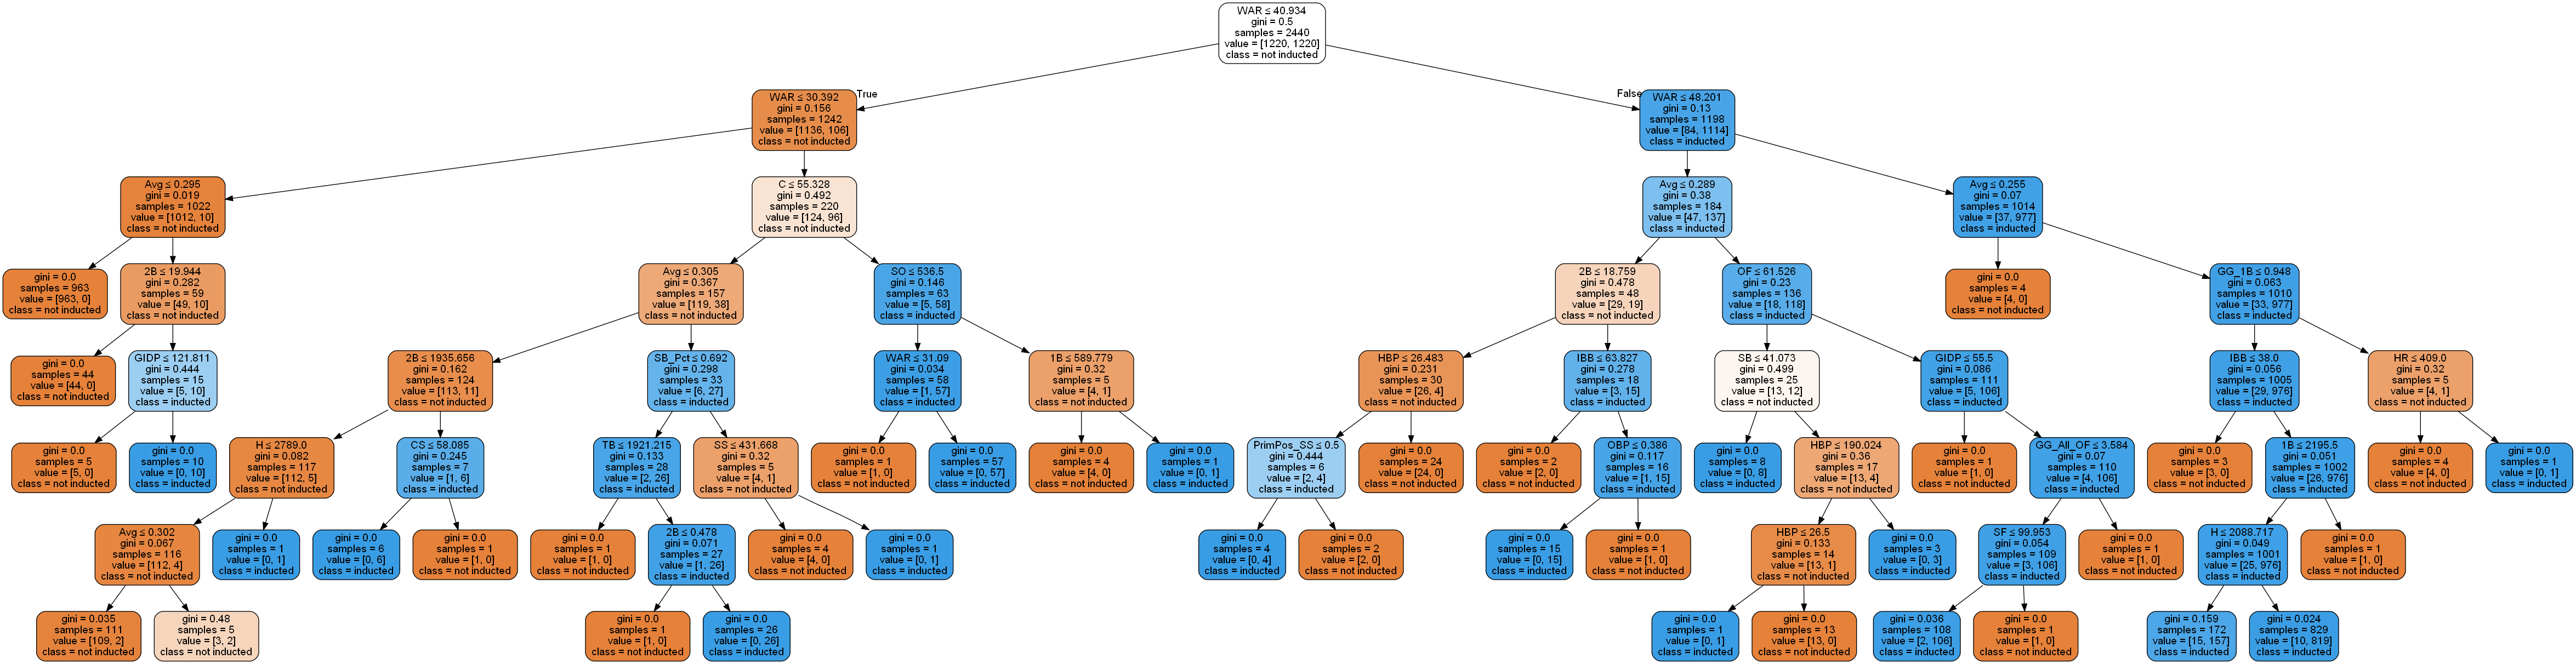 WAR ≤ 40.934
gini = 0.5
samples = 2440
value = [1220, 1220]
class = not inducted
True
False
WAR ≤ 30.392
gini = 0.156
samples = 1242
value = [1136, 106]
class = not inducted
WAR ≤ 48.201
gini = 0.13
samples = 1198
value = [84, 1114]
class = inducted
Avg ≤ 0.295
gini = 0.019
samples = 1022
value = [1012, 10]
class = not inducted
C ≤ 55.328
gini = 0.492
samples = 220
value = [124, 96]
class = not inducted
Avg ≤ 0.289
gini = 0.38
samples = 184
value = [47, 137]
class = inducted
Avg ≤ 0.255
gini = 0.07
samples = 1014
value = [37, 977]
class = inducted
gini = 0.0
samples = 963
value = [963, 0]
class = not inducted
2B ≤ 19.944
gini = 0.282
samples = 59
value = [49, 10]
class = not inducted
Avg ≤ 0.305
gini = 0.367
samples = 157
value = [119, 38]
class = not inducted
SO ≤ 536.5
gini = 0.146
samples = 63
value = [5, 58]
class = inducted
2B ≤ 18.759
gini = 0.478
samples = 48
value = [29, 19]
class = not inducted
OF ≤ 61.526
gini = 0.23
samples = 136
value = [18, 118]
class = inducted
gini = 0.0
samples = 4
value = [4, 0]
class = not inducted
GG_1B ≤ 0.948
gini = 0.063
samples = 1010
value = [33, 977]
class = inducted
gini = 0.0
samples = 44
value = [44, 0]
class = not inducted
GIDP ≤ 121.811
gini = 0.444
samples = 15
value = [5, 10]
class = inducted
2B ≤ 1935.656
gini = 0.162
samples = 124
value = [113, 11]
class = not inducted
SB_Pct ≤ 0.692
gini = 0.298
samples = 33
value = [6, 27]
class = inducted
WAR ≤ 31.09
gini = 0.034
samples = 58
value = [1, 57]
class = inducted
1B ≤ 589.779
gini = 0.32
samples = 5
value = [4, 1]
class = not inducted
HBP ≤ 26.483
gini = 0.231
samples = 30
value = [26, 4]
class = not inducted
IBB ≤ 63.827
gini = 0.278
samples = 18
value = [3, 15]
class = inducted
SB ≤ 41.073
gini = 0.499
samples = 25
value = [13, 12]
class = not inducted
GIDP ≤ 55.5
gini = 0.086
samples = 111
value = [5, 106]
class = inducted
IBB ≤ 38.0
gini = 0.056
samples = 1005
value = [29, 976]
class = inducted
HR ≤ 409.0
gini = 0.32
samples = 5
value = [4, 1]
class = not inducted
gini = 0.0
samples = 5
value = [5, 0]
class = not inducted
gini = 0.0
samples = 10
value = [0, 10]
class = inducted
H ≤ 2789.0
gini = 0.082
samples = 117
value = [112, 5]
class = not inducted
CS ≤ 58.085
gini = 0.245
samples = 7
value = [1, 6]
class = inducted
TB ≤ 1921.215
gini = 0.133
samples = 28
value = [2, 26]
class = inducted
SS ≤ 431.668
gini = 0.32
samples = 5
value = [4, 1]
class = not inducted
gini = 0.0
samples = 1
value = [1, 0]
class = not inducted
gini = 0.0
samples = 57
value = [0, 57]
class = inducted
gini = 0.0
samples = 4
value = [4, 0]
class = not inducted
gini = 0.0
samples = 1
value = [0, 1]
class = inducted
PrimPos_SS ≤ 0.5
gini = 0.444
samples = 6
value = [2, 4]
class = inducted
gini = 0.0
samples = 24
value = [24, 0]
class = not inducted
gini = 0.0
samples = 2
value = [2, 0]
class = not inducted
OBP ≤ 0.386
gini = 0.117
samples = 16
value = [1, 15]
class = inducted
gini = 0.0
samples = 8
value = [0, 8]
class = inducted
HBP ≤ 190.024
gini = 0.36
samples = 17
value = [13, 4]
class = not inducted
gini = 0.0
samples = 1
value = [1, 0]
class = not inducted
GG_All_OF ≤ 3.584
gini = 0.07
samples = 110
value = [4, 106]
class = inducted
gini = 0.0
samples = 3
value = [3, 0]
class = not inducted
1B ≤ 2195.5
gini = 0.051
samples = 1002
value = [26, 976]
class = inducted
gini = 0.0
samples = 4
value = [4, 0]
class = not inducted
gini = 0.0
samples = 1
value = [0, 1]
class = inducted
Avg ≤ 0.302
gini = 0.067
samples = 116
value = [112, 4]
class = not inducted
gini = 0.0
samples = 1
value = [0, 1]
class = inducted
gini = 0.0
samples = 6
value = [0, 6]
class = inducted
gini = 0.0
samples = 1
value = [1, 0]
class = not inducted
gini = 0.0
samples = 1
value = [1, 0]
class = not inducted
2B ≤ 0.478
gini = 0.071
samples = 27
value = [1, 26]
class = inducted
gini = 0.0
samples = 4
value = [4, 0]
class = not inducted
gini = 0.0
samples = 1
value = [0, 1]
class = inducted
gini = 0.0
samples = 4
value = [0, 4]
class = inducted
gini = 0.0
samples = 2
value = [2, 0]
class = not inducted
gini = 0.0
samples = 15
value = [0, 15]
class = inducted
gini = 0.0
samples = 1
value = [1, 0]
class = not inducted
HBP ≤ 26.5
gini = 0.133
samples = 14
value = [13, 1]
class = not inducted
gini = 0.0
samples = 3
value = [0, 3]
class = inducted
SF ≤ 99.953
gini = 0.054
samples = 109
value = [3, 106]
class = inducted
gini = 0.0
samples = 1
value = [1, 0]
class = not inducted
H ≤ 2088.717
gini = 0.049
samples = 1001
value = [25, 976]
class = inducted
gini = 0.0
samples = 1
value = [1, 0]
class = not inducted
gini = 0.035
samples = 111
value = [109, 2]
class = not inducted
gini = 0.48
samples = 5
value = [3, 2]
class = not inducted
gini = 0.0
samples = 1
value = [1, 0]
class = not inducted
gini = 0.0
samples = 26
value = [0, 26]
class = inducted
gini = 0.0
samples = 1
value = [0, 1]
class = inducted
gini = 0.0
samples = 13
value = [13, 0]
class = not inducted
gini = 0.036
samples = 108
value = [2, 106]
class = inducted
gini = 0.0
samples = 1
value = [1, 0]
class = not inducted
gini = 0.159
samples = 172
value = [15, 157]
class = inducted
gini = 0.024
samples = 829
value = [10, 819]
class = inducted